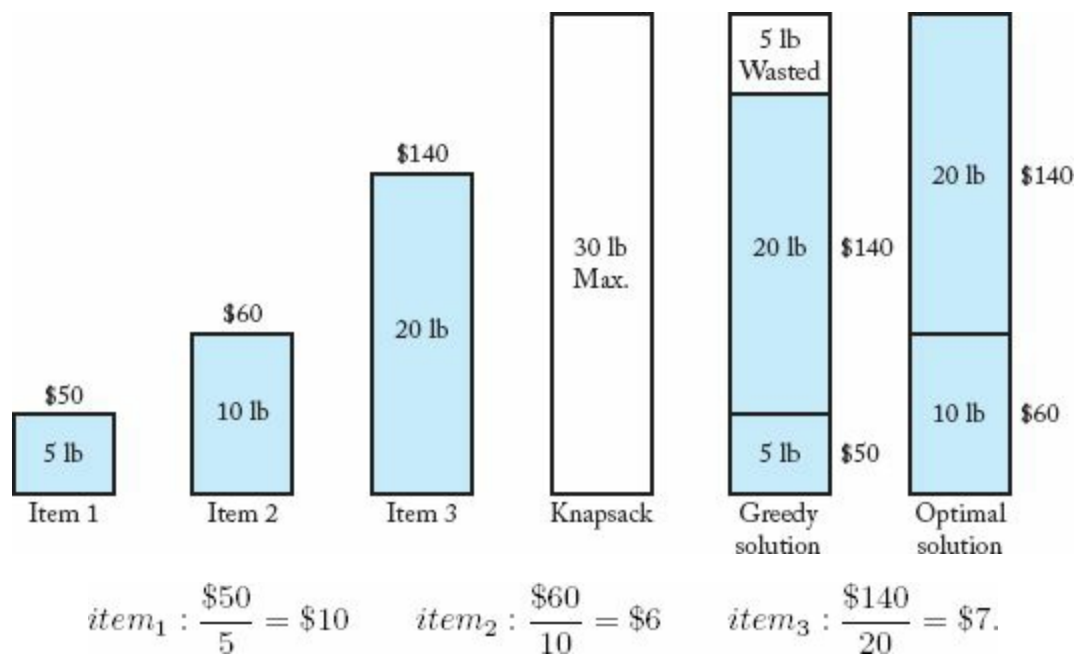 $50
5 lb
Item 1
$60
10 lb
Item 2
$140
20 lb
Item 3
30 lb
Max.
Knapsack
5 lb
Wasted
20 lb
$140
5 lb
$50
Greedy
solution
20 lb
$140
10 lb
$60
Optimal
solution
item₁ : $50/5 = $10
item₂ : $60/10 = $6
item₃ : $140/20 = $7.